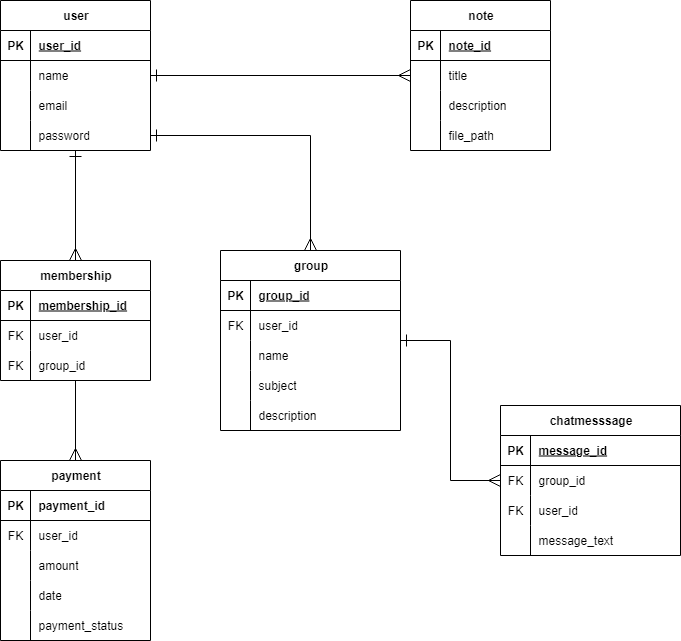 user
PK user_id
name
email
password
note
PK note_id
title
description
file_path
membership
PK membership_id
FK user_id
FK group_id
group
PK group_id
FK user_id
name
subject
description
payment
PK payment_id
FK user_id
amount
date
payment_status
chatmesssage
PK message_id
FK group_id
FK user_id
message_text